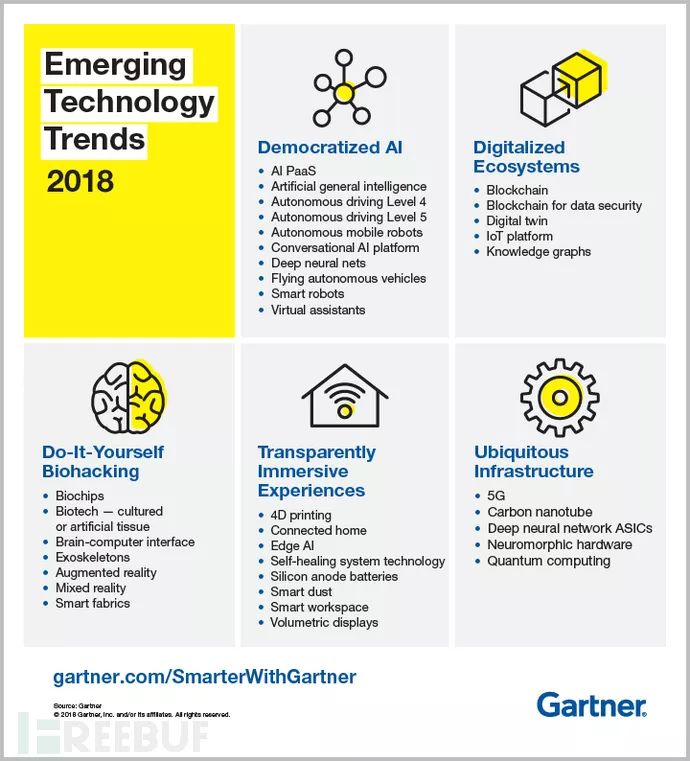 Emerging
Technology
Trends
2018
Democratized AI
• AI PaaS
• Artificial general intelligence
• Autonomous driving Level 4
• Autonomous driving Level 5
• Autonomous mobile robots
• Conversational AI platform
• Deep neural nets
• Flying autonomous vehicles
• Smart robots
• Virtual assistants
Digitalized
Ecosystems
• Blockchain
• Blockchain for data security
• Digital twin
• IoT platform
• Knowledge graphs
Do-It-Yourself
Biohacking
• Biochips
• Biotech — cultured
or artificial tissue
• Brain-computer interface
• Exoskeletons
• Augmented reality
• Mixed reality
• Smart fabrics
Transparently
Immersive
Experiences
• 4D printing
• Connected home
• Edge AI
• Self-healing system technology
• Silicon anode batteries
• Smart dust
• Smart workspace
• Volumetric displays
Ubiquitous
Infrastructure
• 5G
• Carbon nanotube
• Deep neural network ASICs
• Neuromorphic hardware
• Quantum computing
gartner.com/SmarterWithGartner
Source: Gartner
© 2018 Gartner, Inc. and/or its affiliates. All rights reserved.
Gartner®
FREEBUF